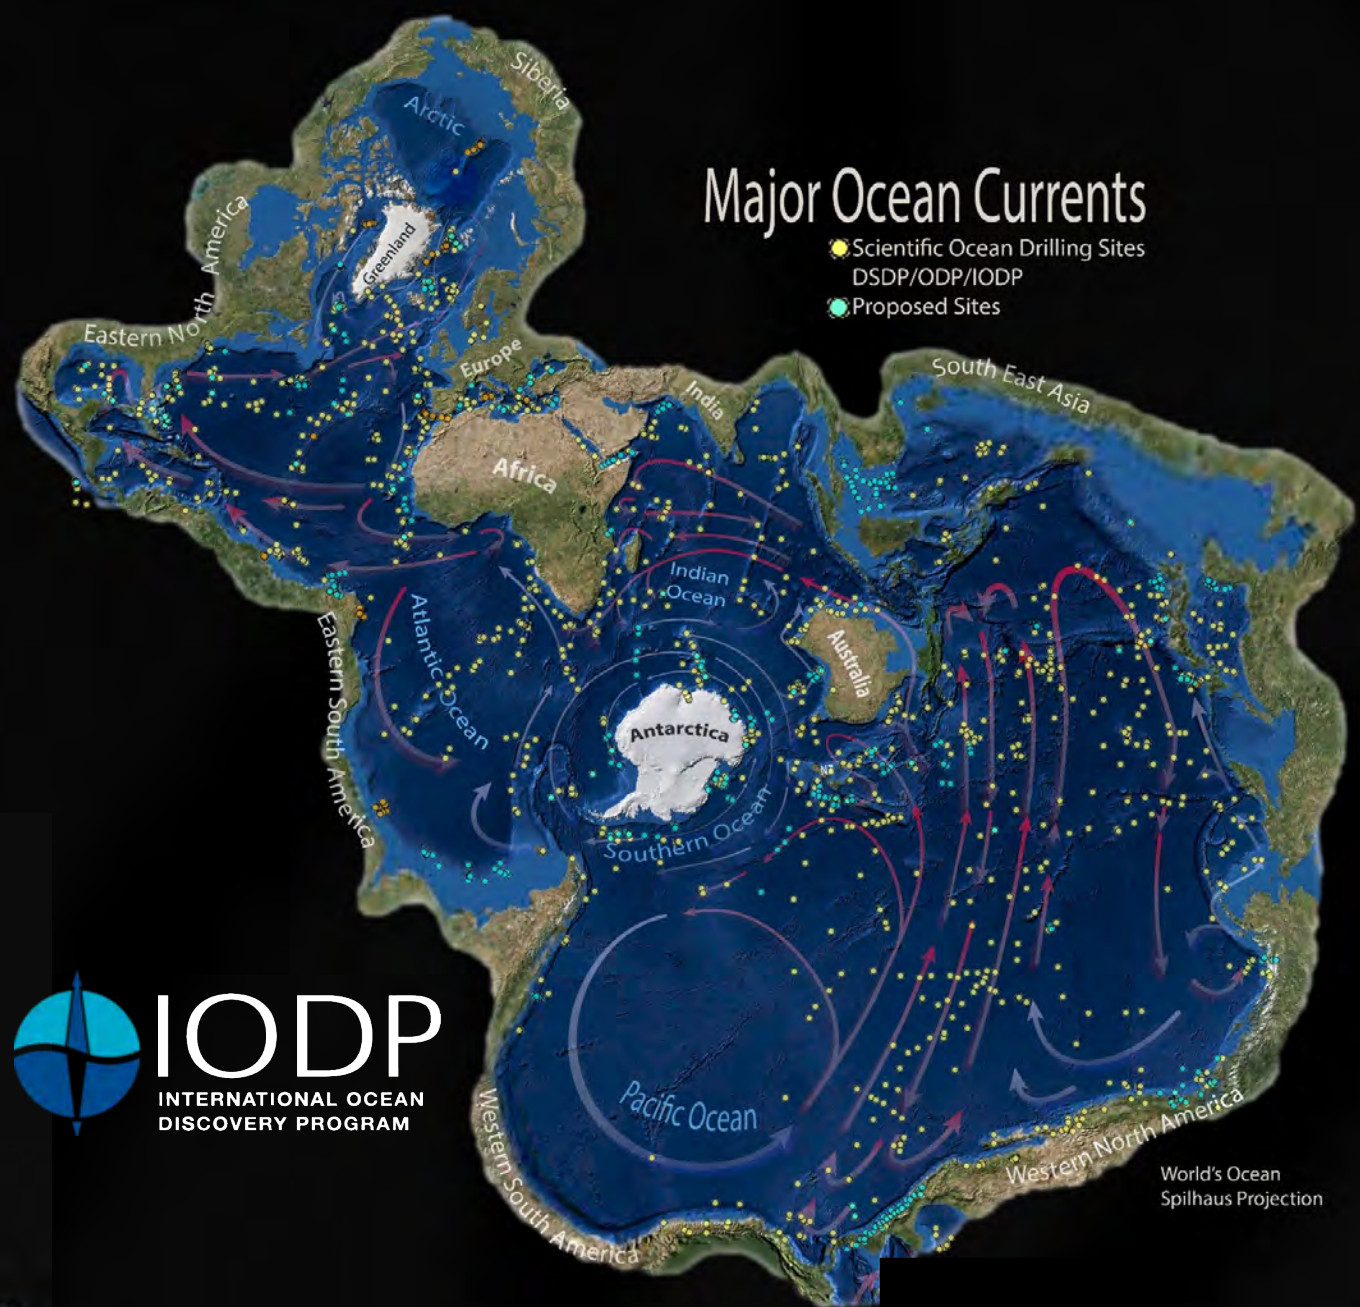 Siberia
Arctic
Major Ocean Currents
Scientific Ocean Drilling Sites
DSDP/ODP/IODP
Proposed Sites
Greenland
Eastern North America
Europe
India
South East Asia
Africa
Indian
Ocean
Atlantic Ocean
Australia
Eastern South America
Antarctica
NZ
Southern Ocean
IODP
INTERNATIONAL OCEAN
DISCOVERY PROGRAM
Pacific Ocean
Western South America
Western North America
World's Ocean
Spilhaus Projection